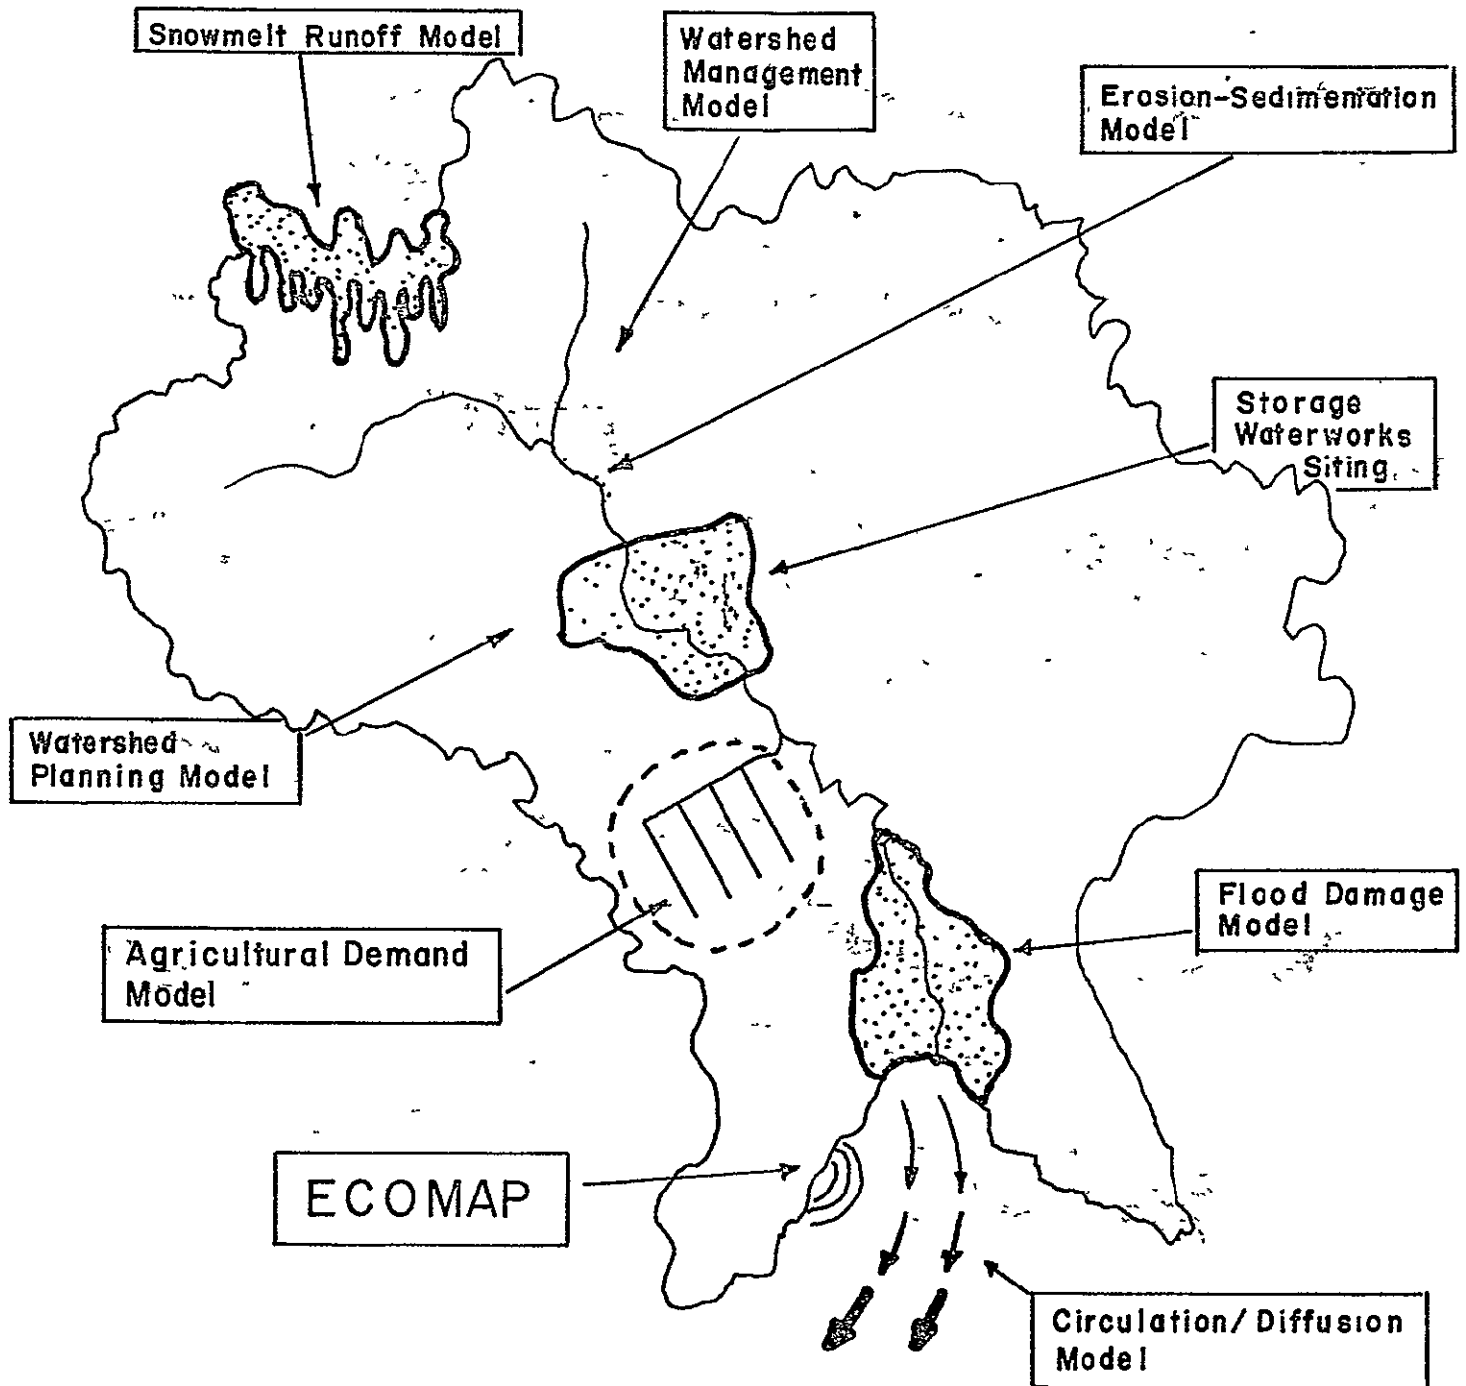 Snowmelt Runoff Model
Watershed
Management
Model
Erosion-Sedimentation
Model
Storage
Waterworks
Siting
Watershed
Planning Model
Flood Damage
Model
Agricultural Demand
Model
ECOMAP
Circulation/Diffusion
Model